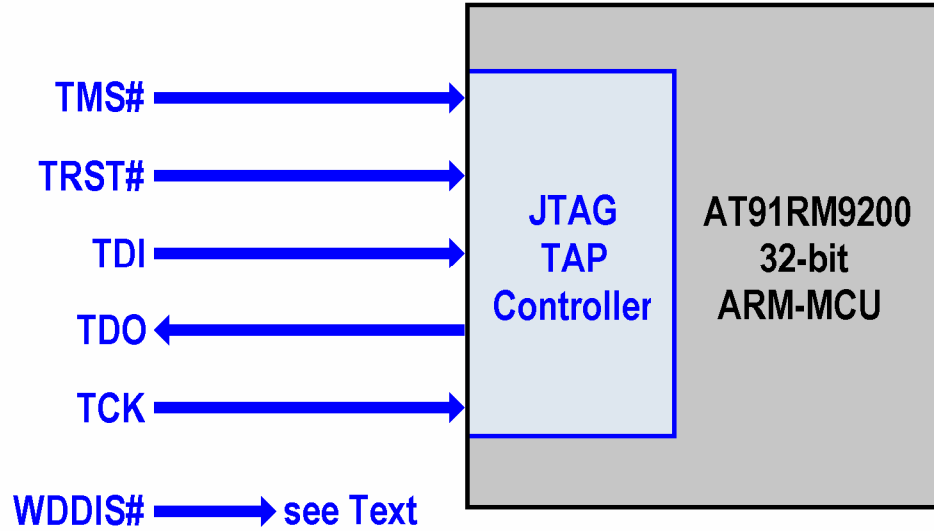 TMS#
TRST#
TDI
TDO
TCK
WDDIS# see Text
JTAG
TAP
Controller
AT91RM9200
32-bit
ARM-MCU